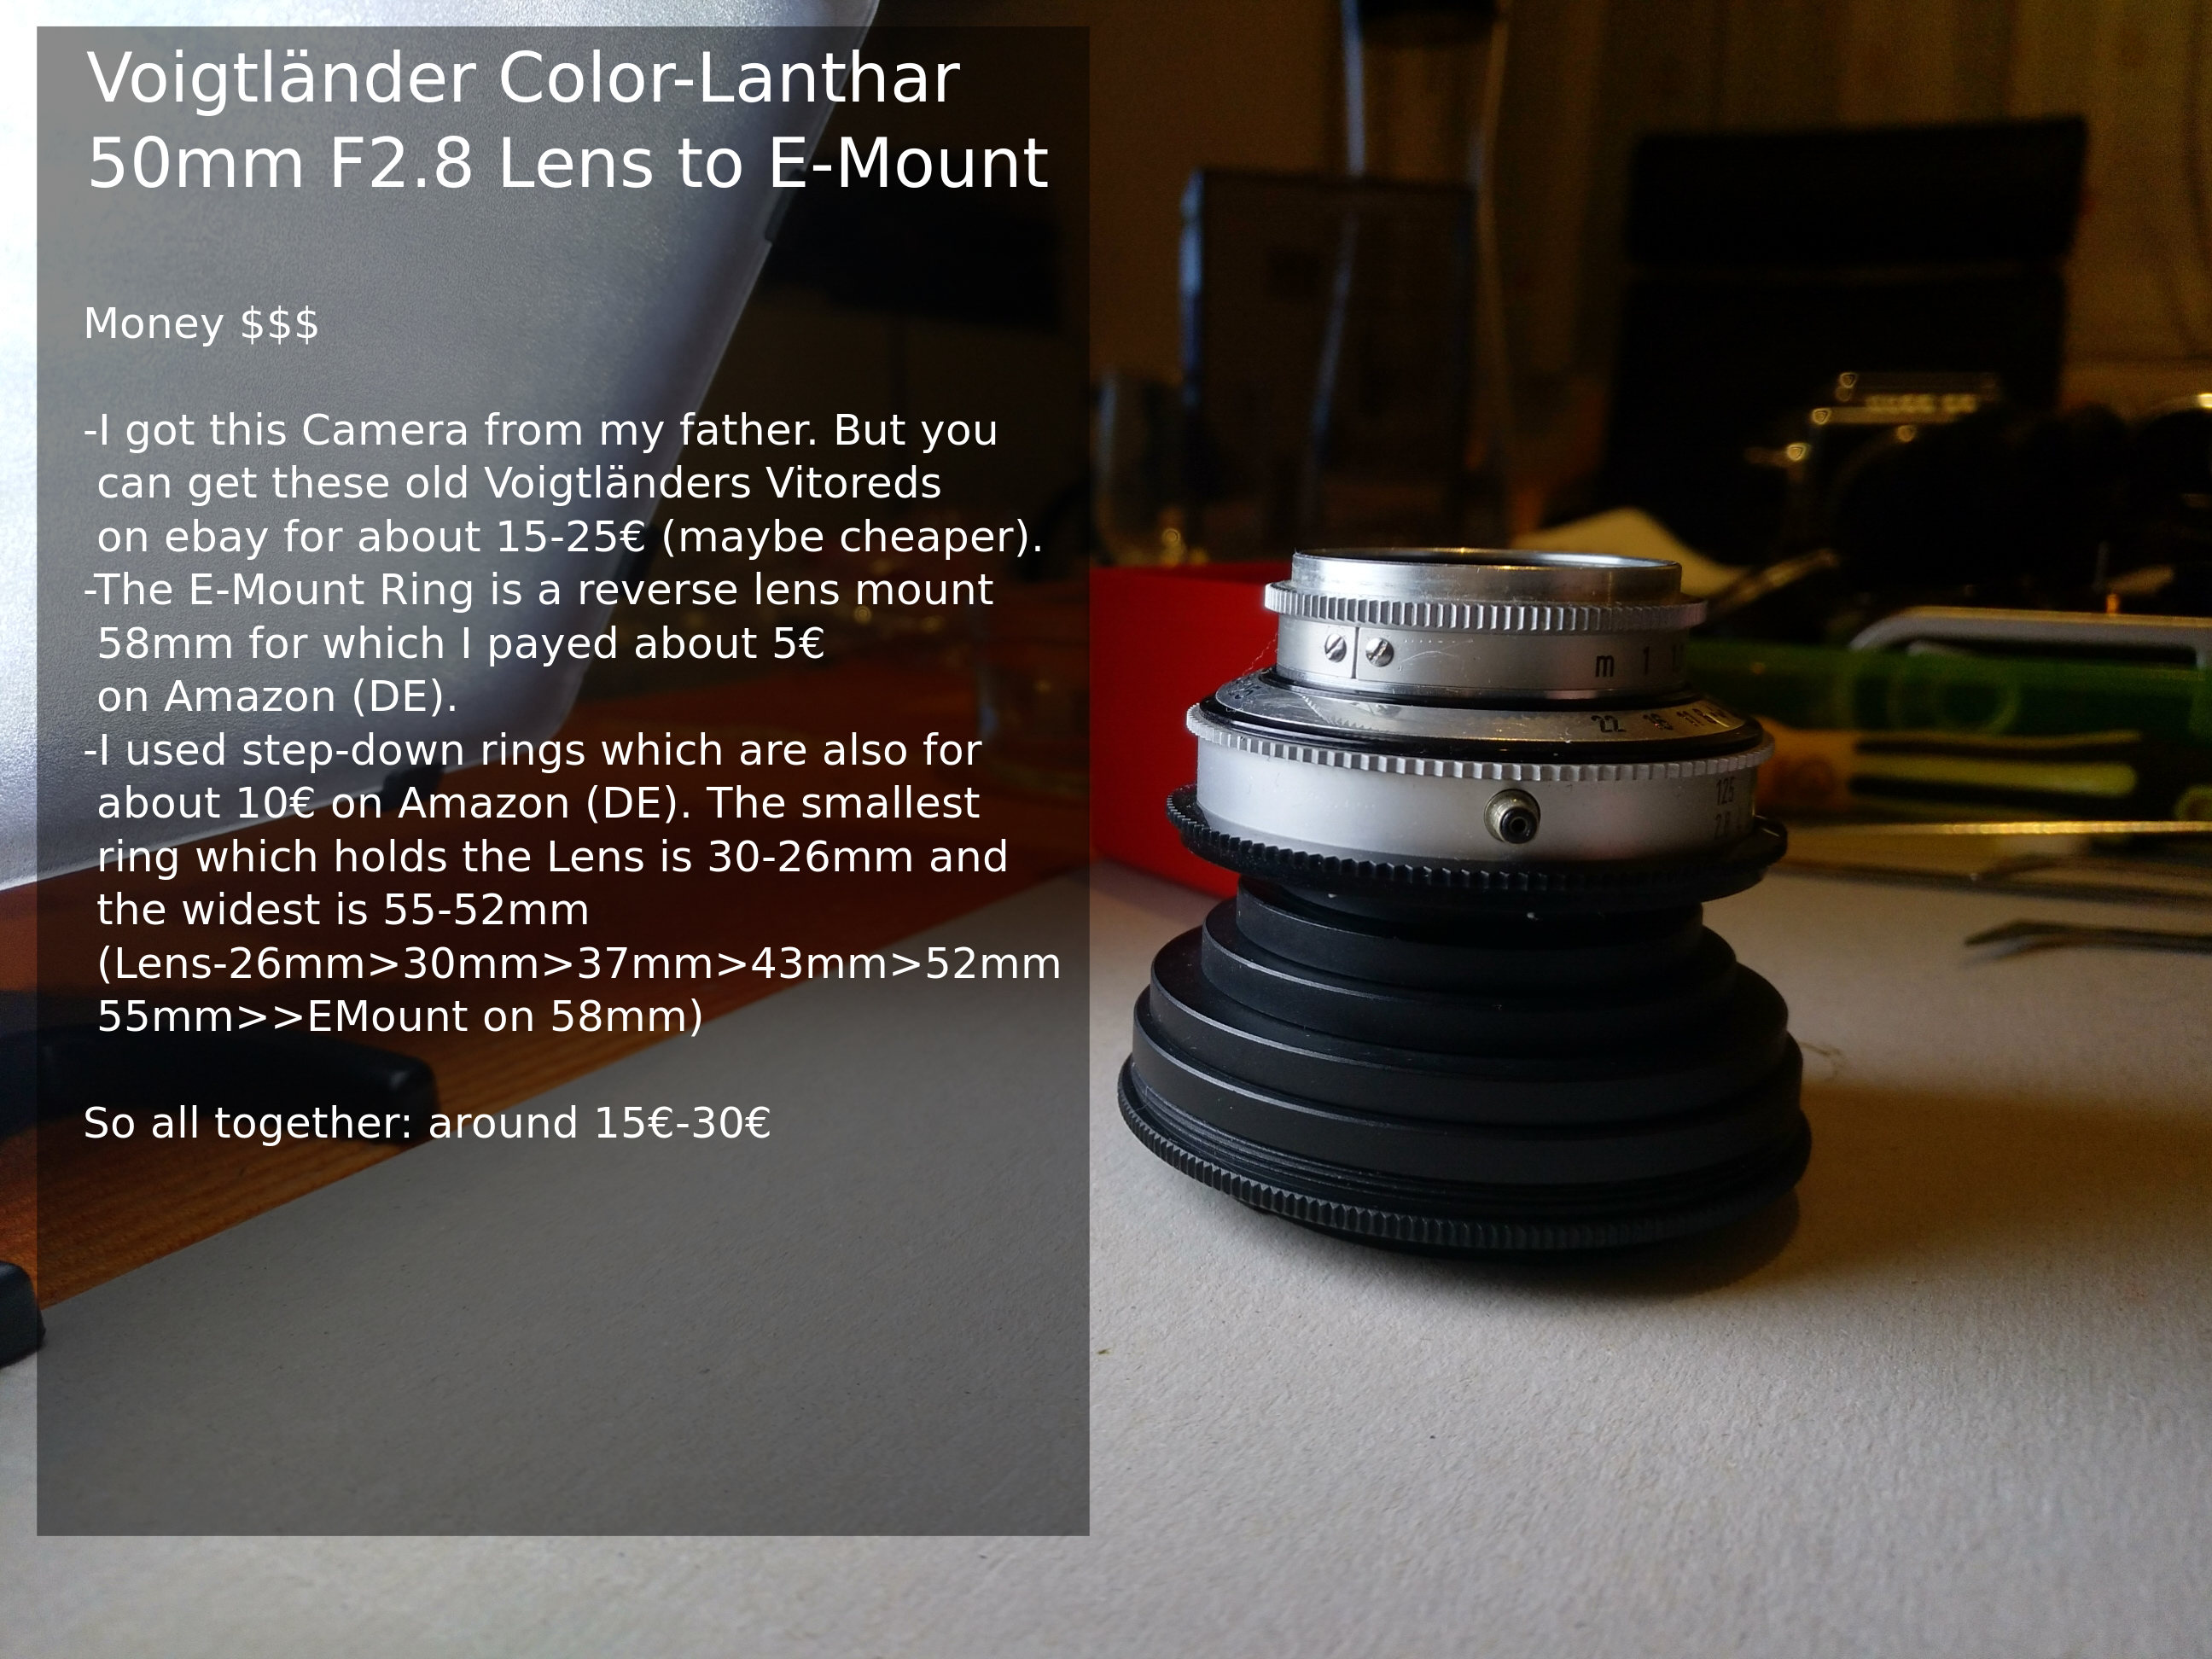 Voigtländer Color-Lanthar
50mm F2.8 Lens to E-Mount
Money $$$
-I got this Camera from my father. But you
can get these old Voigtländers Vitoreds
on ebay for about 15-25€ (maybe cheaper).
-The E-Mount Ring is a reverse lens mount
58mm for which I payed about 5€
on Amazon (DE).
-I used step-down rings which are also for
about 10€ on Amazon (DE). The smallest
ring which holds the Lens is 30-26mm and
the widest is 55-52mm
(Lens-26mm>30mm>37mm>43mm>52mm
55mm>>EMount on 58mm)
So all together: around 15€-30€
m 1
22 16
125
2.8